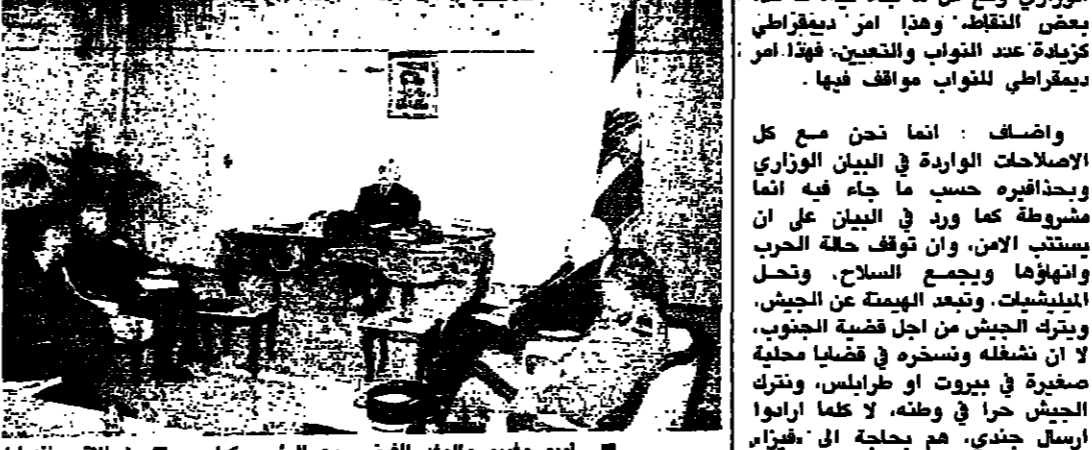 بعض النقاط، وهذا امر ديمقراطي
كزيادة عدد النواب والتعيين، فهذا امر
ديمقراطي للنواب مواقف فيها .
واضاف : انما نحن مع كل
الاصلاحات الواردة في البيان الوزاري
وبحذافيره حسب ما جاء فيه انما
مشروطة كما ورد في البيان على ان
يستتب الامن، وان توقف حالة الحرب
وانهاؤها ويجمع السلاح، وتحل
الميليشيات، وتبعد الهيمنة عن الجيش،
ويترك الجيش من اجل قضية الجنوب،
لا ان نشغله ونسخره في قضايا محلية
صغيرة في بيروت او طرابلس، ونترك
الجيش حرا في وطنه، لا كلما ارادوا
ارسال جندي، هم بحاجة الى «فيزا»